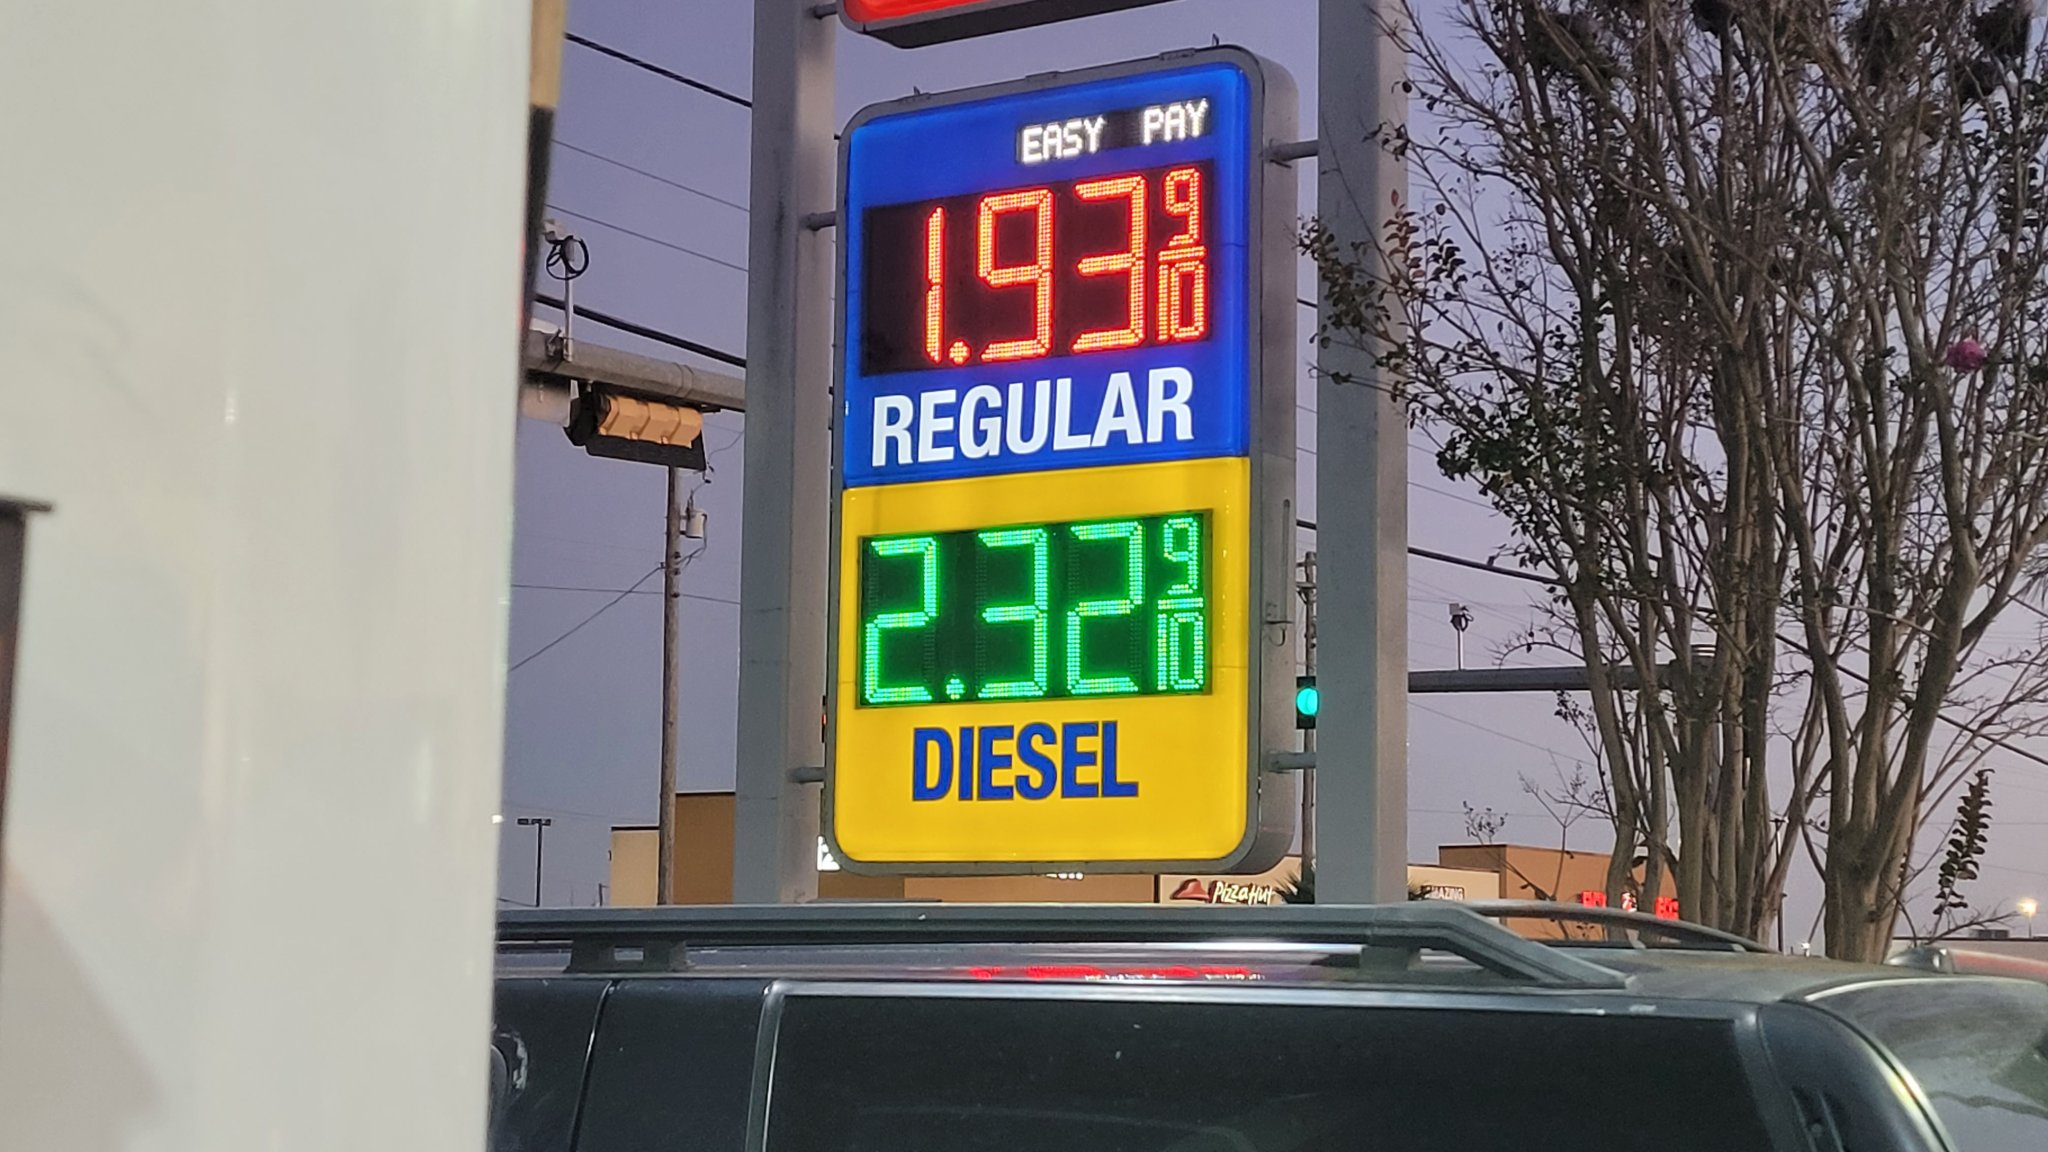 EASY PAY
1.93 9/10
REGULAR
2.32 9/10
DIESEL
Pizza Hut